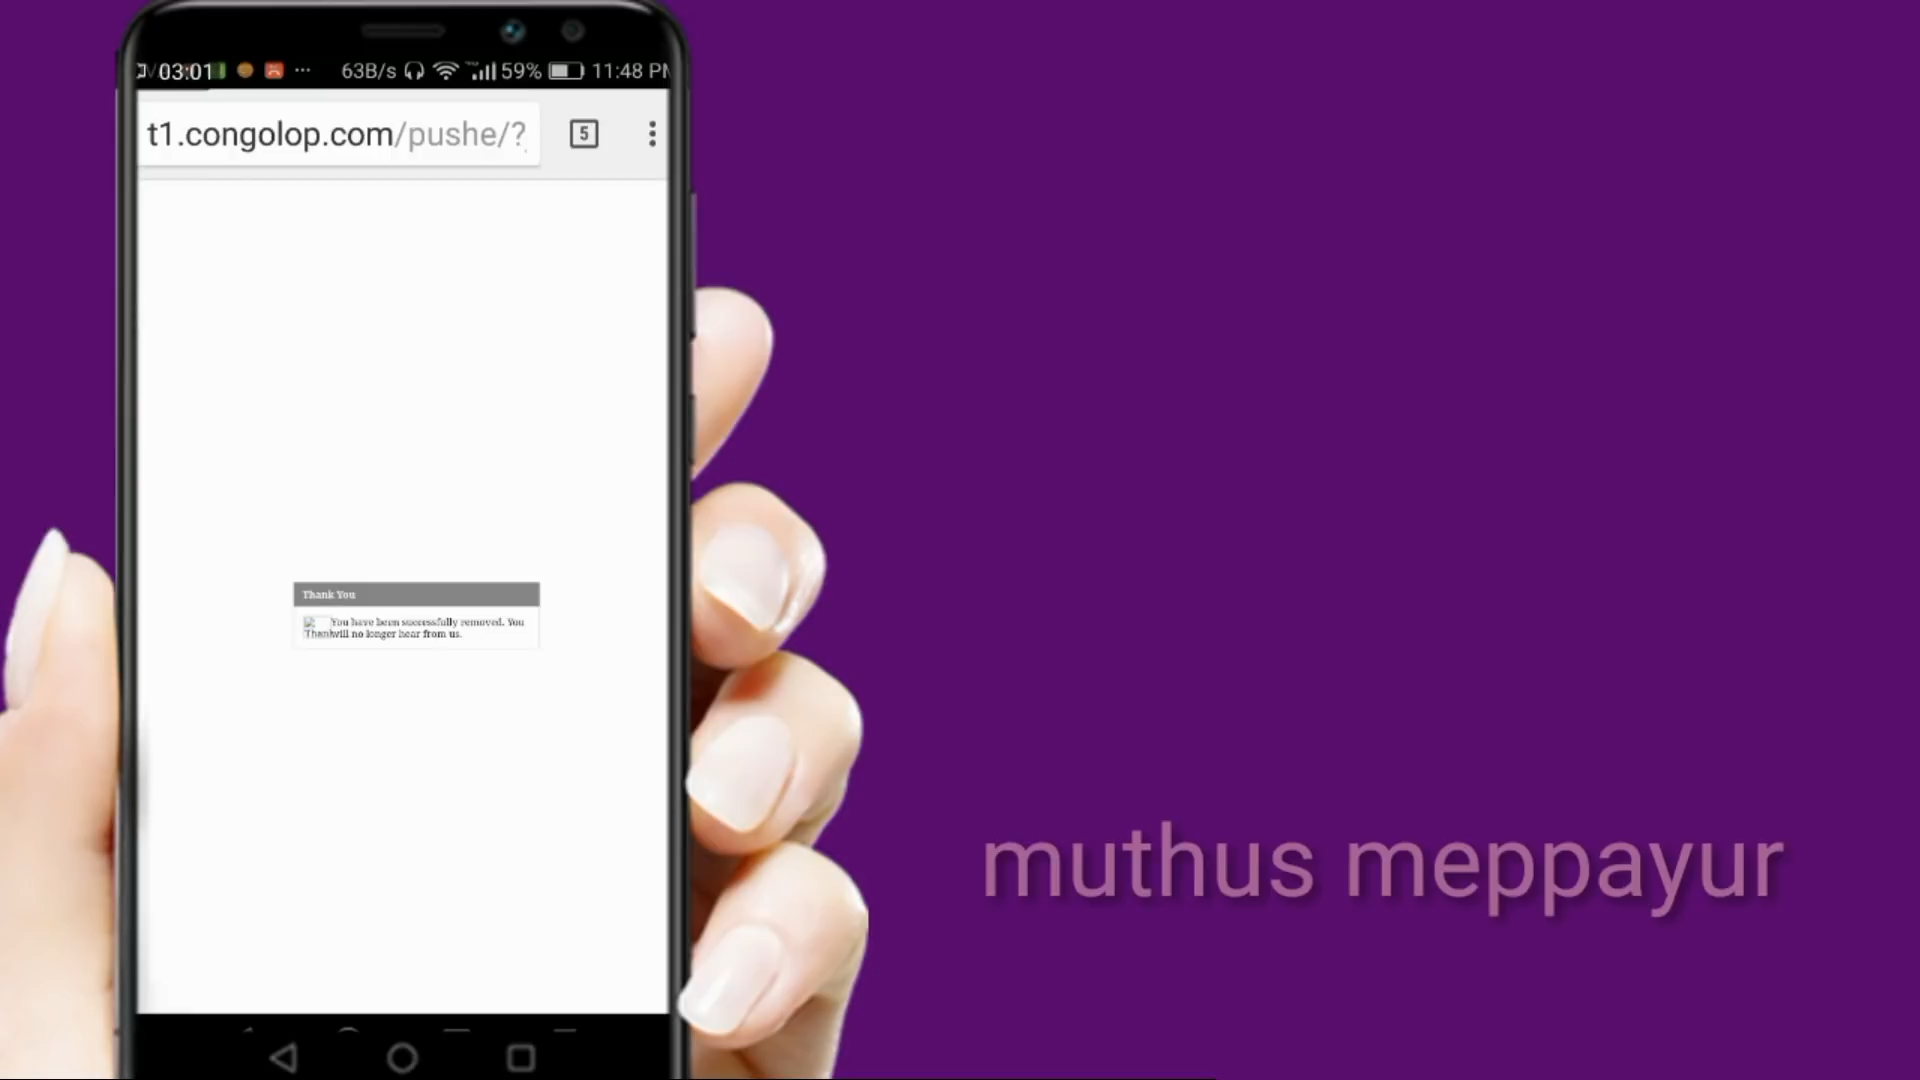 03:01 ... 63B/s 59% 11:48 PM
t1.congolop.com/pushe/? 5
Thank You
You have been successfully removed. You
Thank will no longer hear from us.
muthus meppayur